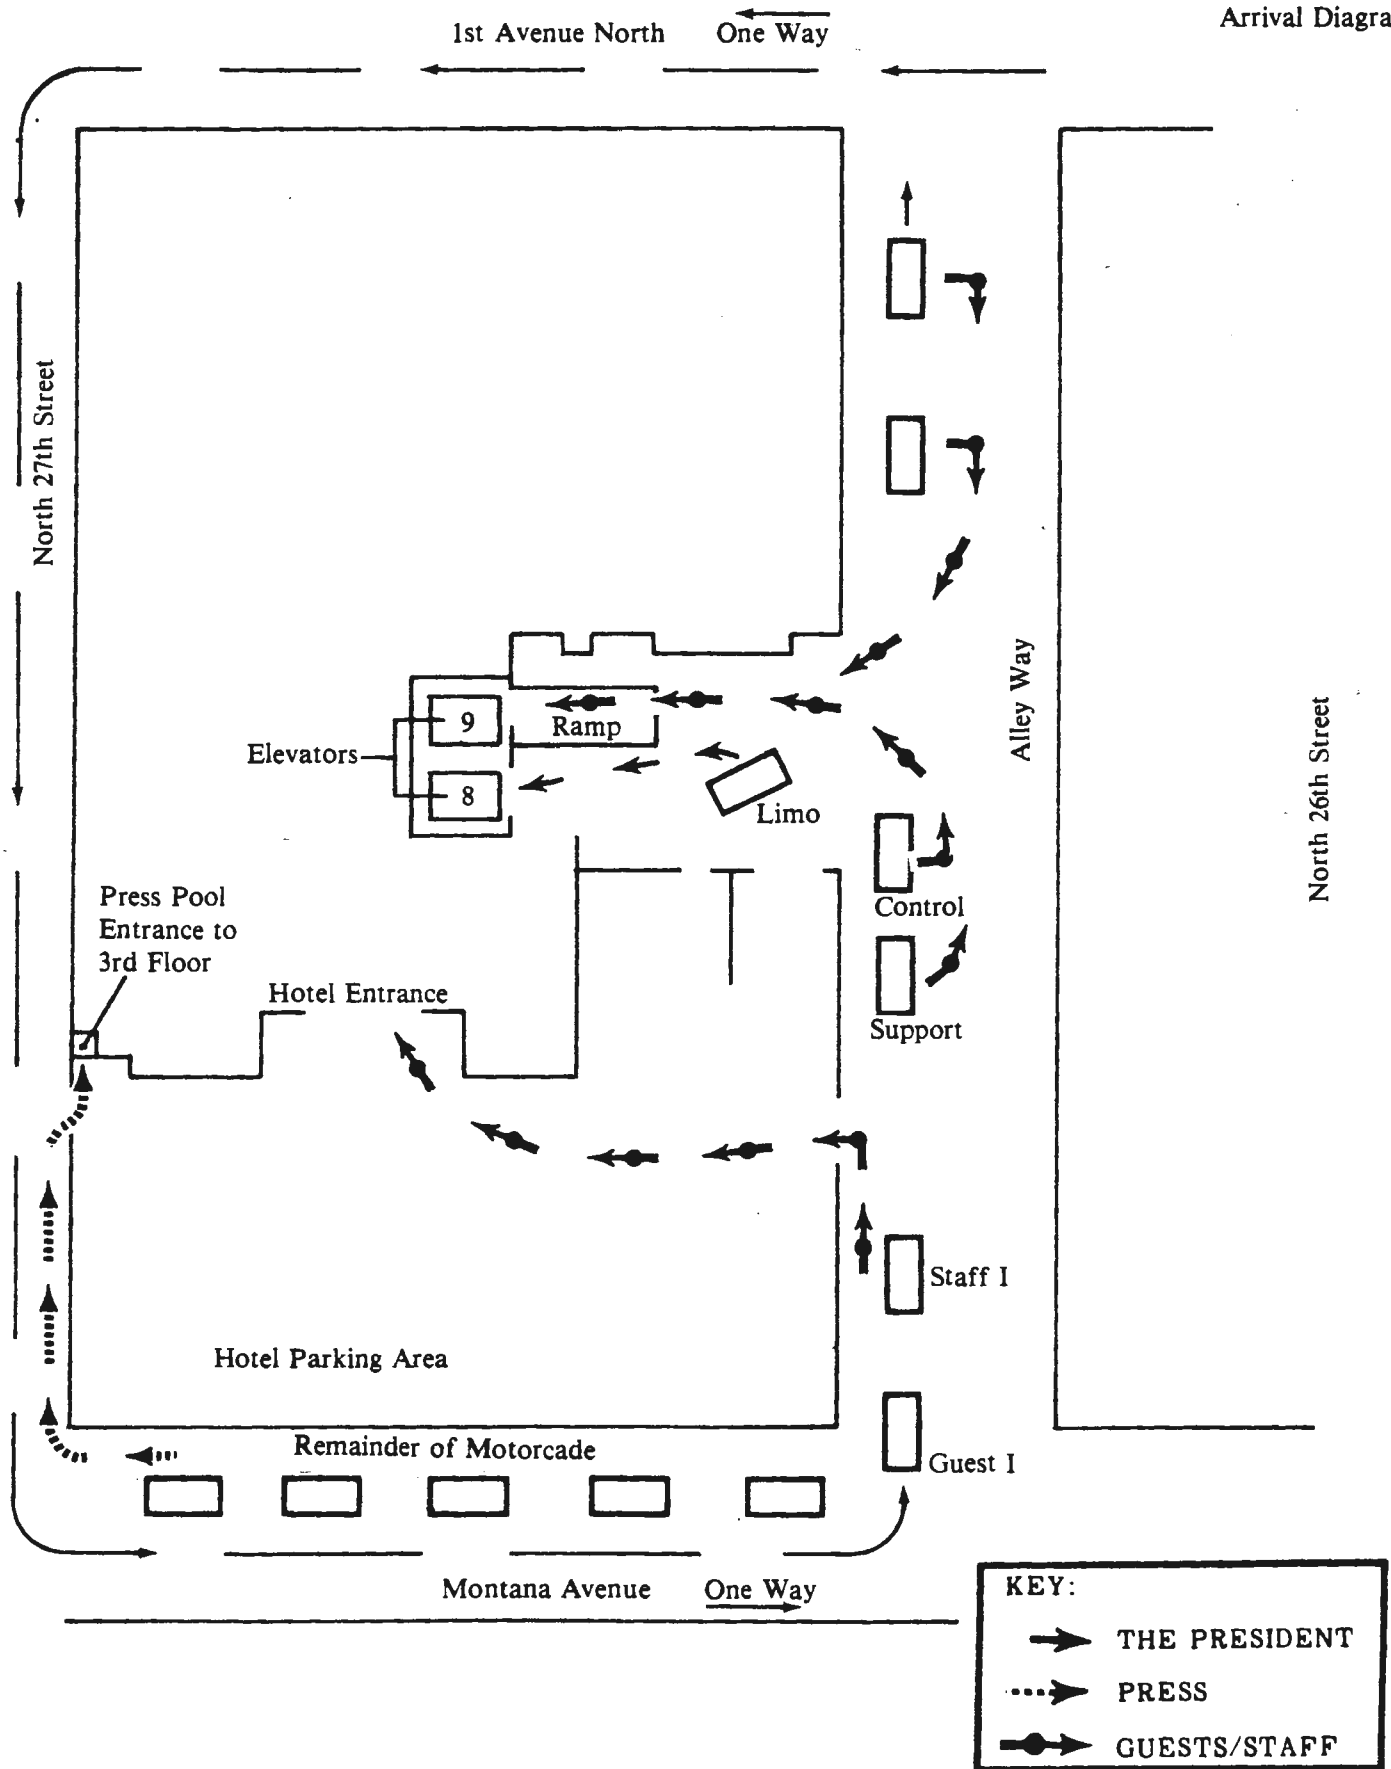 Arrival Diagra
1st Avenue North One Way
North 27th Street
Alley Way
North 26th Street
9
Ramp
Elevators
8
Limo
Control
Press Pool
Entrance to
3rd Floor
Hotel Entrance
Support
Staff I
Hotel Parking Area
Remainder of Motorcade
Guest I
Montana Avenue One Way
KEY:
THE PRESIDENT
PRESS
GUESTS/STAFF